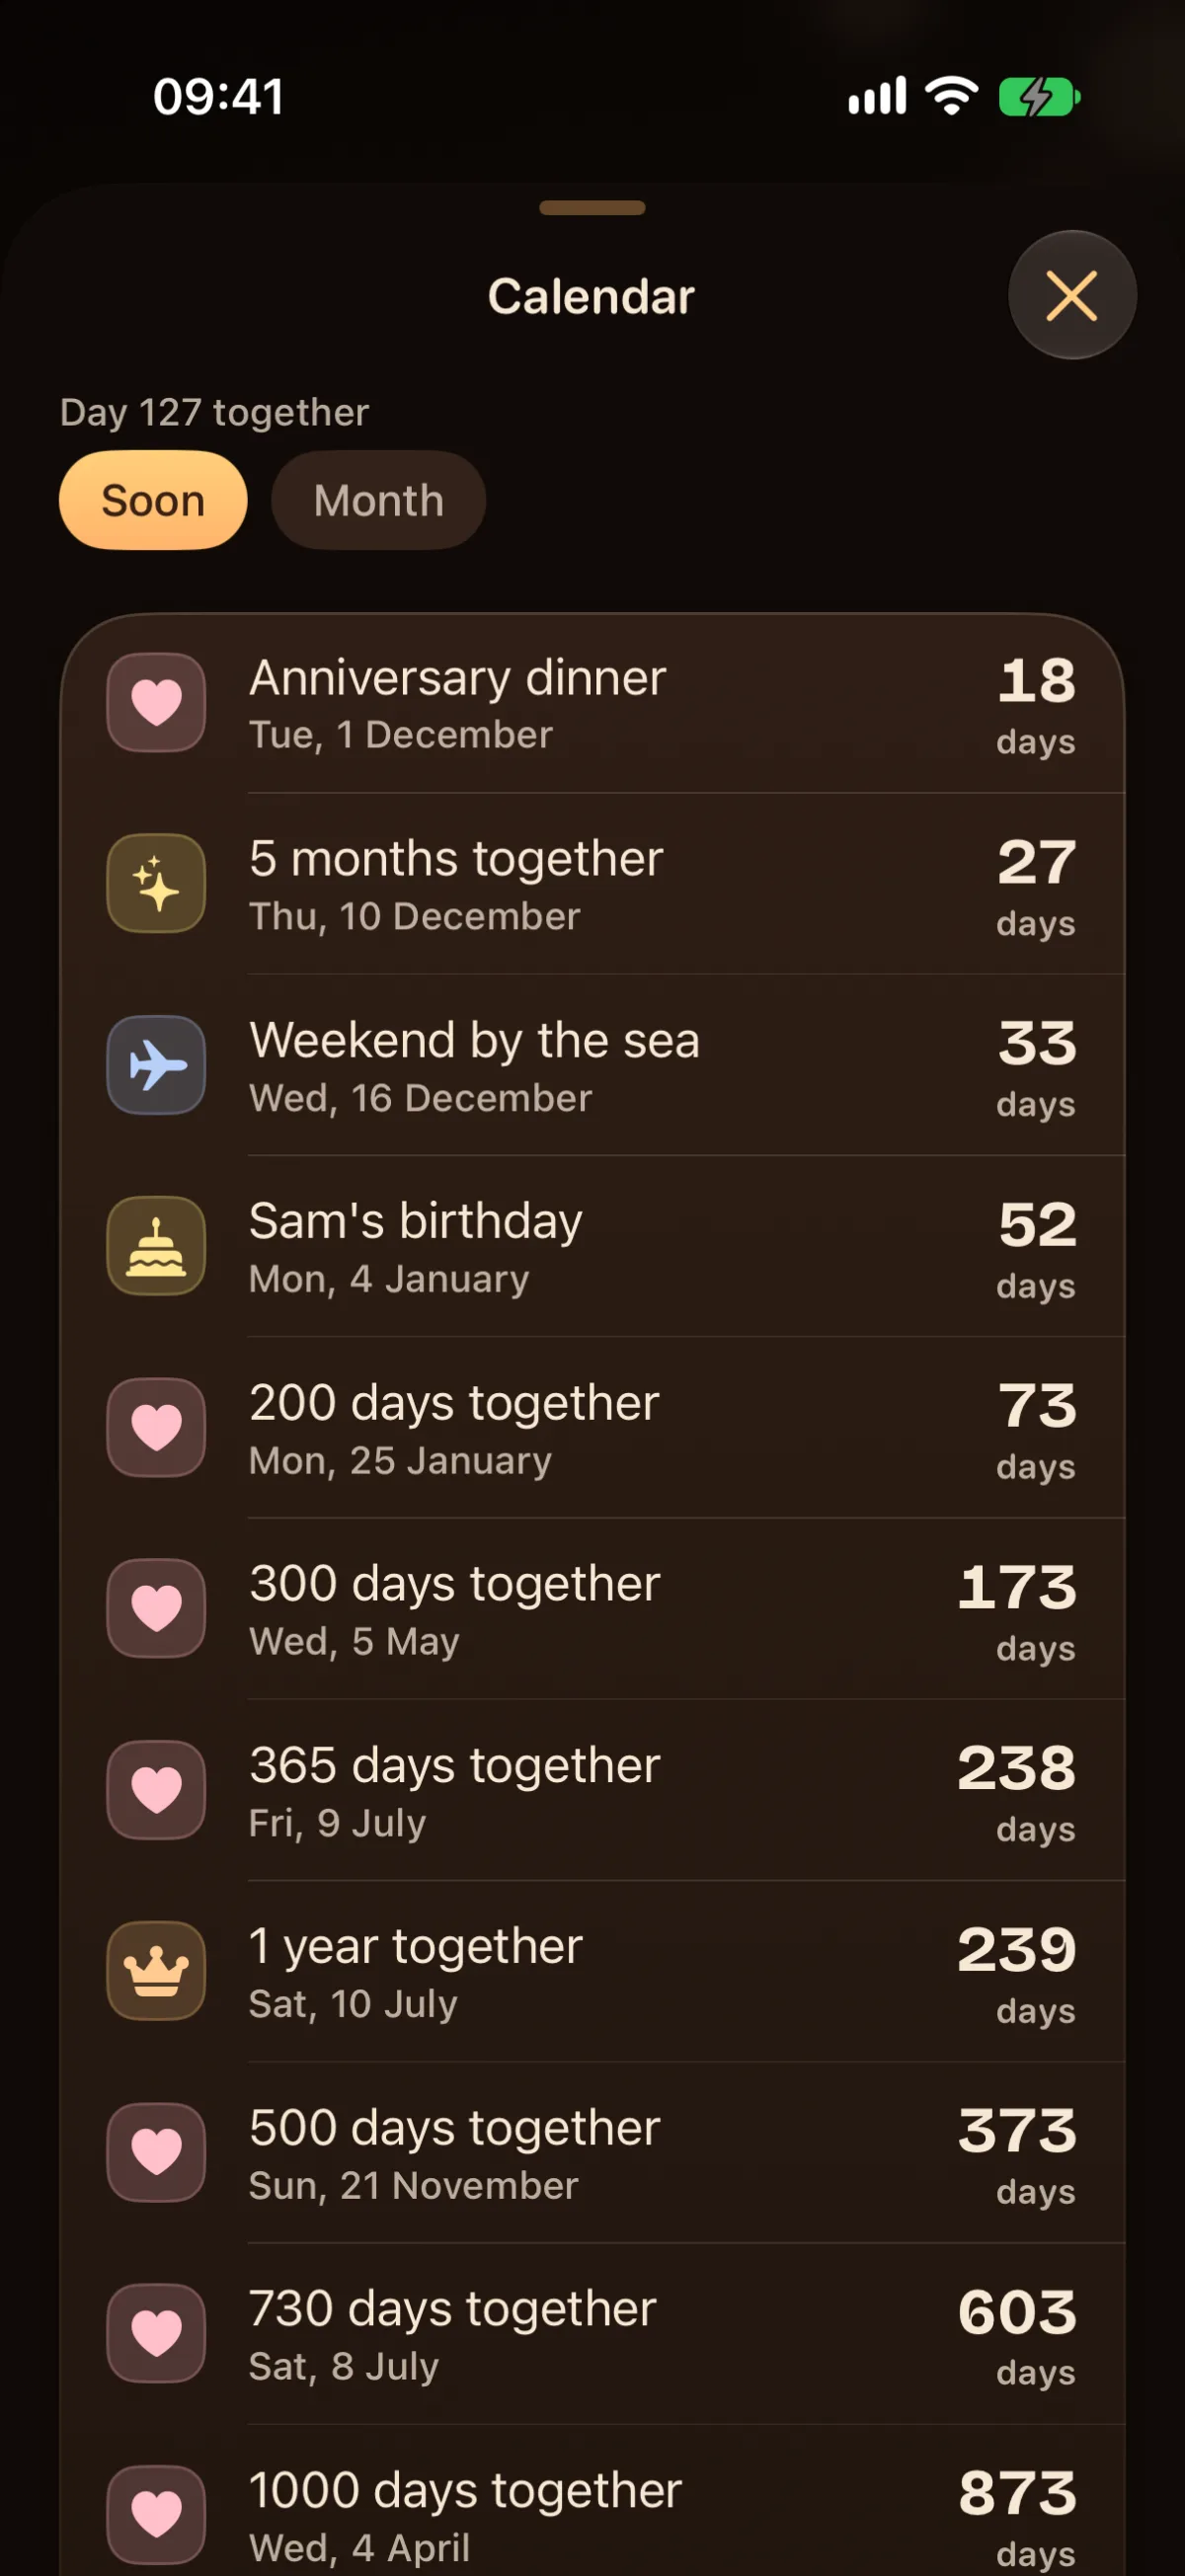 09:41
Calendar
Day 127 together
Soon
Month
Anniversary dinner
Tue, 1 December
18
days
5 months together
Thu, 10 December
27
days
Weekend by the sea
Wed, 16 December
33
days
Sam's birthday
Mon, 4 January
52
days
200 days together
Mon, 25 January
73
days
300 days together
Wed, 5 May
173
days
365 days together
Fri, 9 July
238
days
1 year together
Sat, 10 July
239
days
500 days together
Sun, 21 November
373
days
730 days together
Sat, 8 July
603
days
1000 days together
Wed, 4 April
873
days